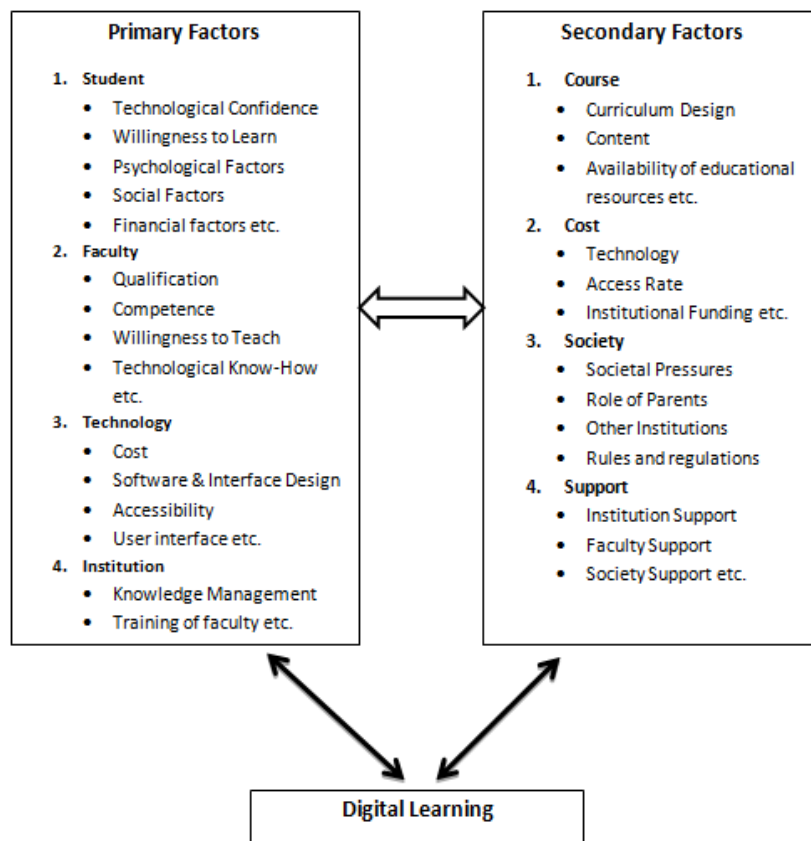 Primary Factors
1. Student
• Technological Confidence
• Willingness to Learn
• Psychological Factors
• Social Factors
• Financial factors etc.
2. Faculty
• Qualification
• Competence
• Willingness to Teach
• Technological Know-How
etc.
3. Technology
• Cost
• Software & Interface Design
• Accessibility
• User interface etc.
4. Institution
• Knowledge Management
• Training of faculty etc.
Secondary Factors
1. Course
• Curriculum Design
• Content
• Availability of educational
resources etc.
2. Cost
• Technology
• Access Rate
• Institutional Funding etc.
3. Society
• Societal Pressures
• Role of Parents
• Other Institutions
• Rules and regulations
4. Support
• Institution Support
• Faculty Support
• Society Support etc.
Digital Learning